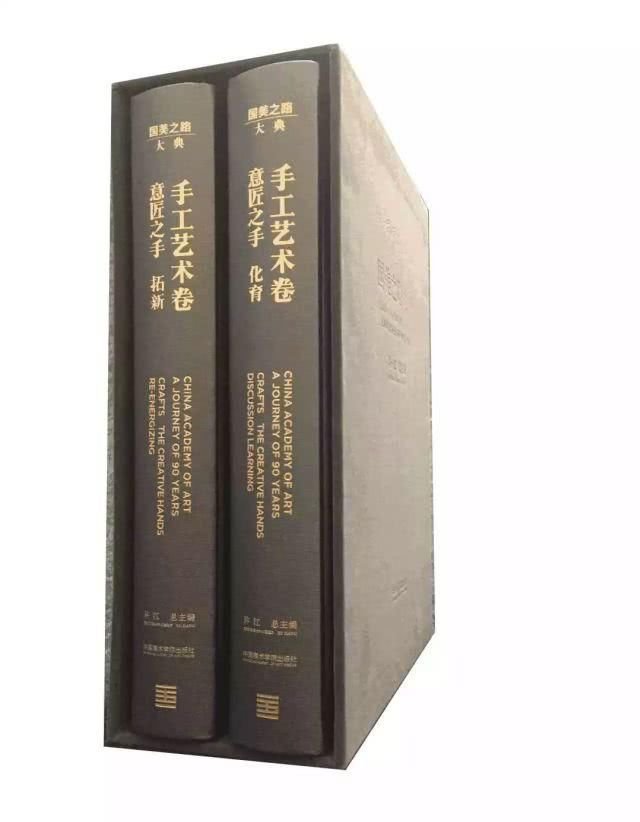 国美之路
大典
手工艺术卷
意匠之手 拓新
CHINA ACADEMY OF ART
A JOURNEY OF 90 YEARS
CRAFTS THE CREATIVE HANDS
RE-ENERGIZING
许江 总主编
中国美术学院出版社
国美之路
大典
手工艺术卷
意匠之手 化育
CHINA ACADEMY OF ART
A JOURNEY OF 90 YEARS
CRAFTS THE CREATIVE HANDS
DISCUSSION LEARNING
许江 总主编
中国美术学院出版社